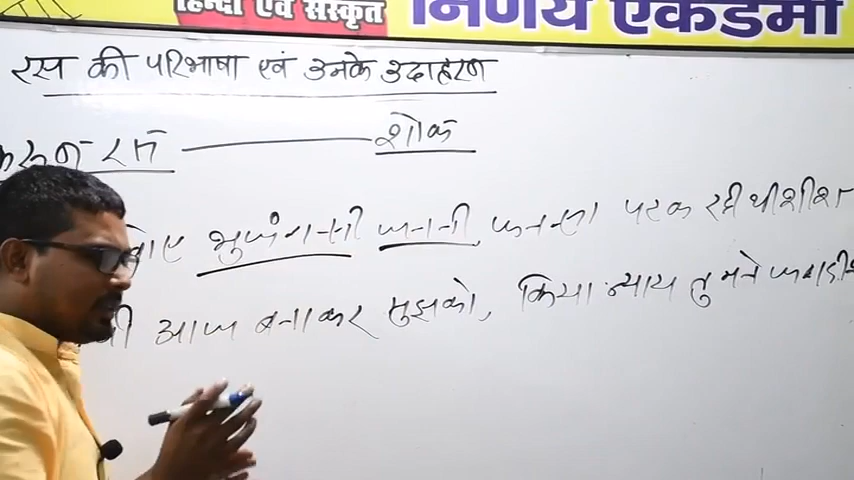 हिन्दी एवं संस्कृत
निर्णय एकेडमी
रस की परिभाषा एवं उनके उदाहरण
करुन रस शोक
भुजंग-सी जननी, फन-सा पटक रही थी शीश
आज बनाकर मुझको, किया न्याय तुमने